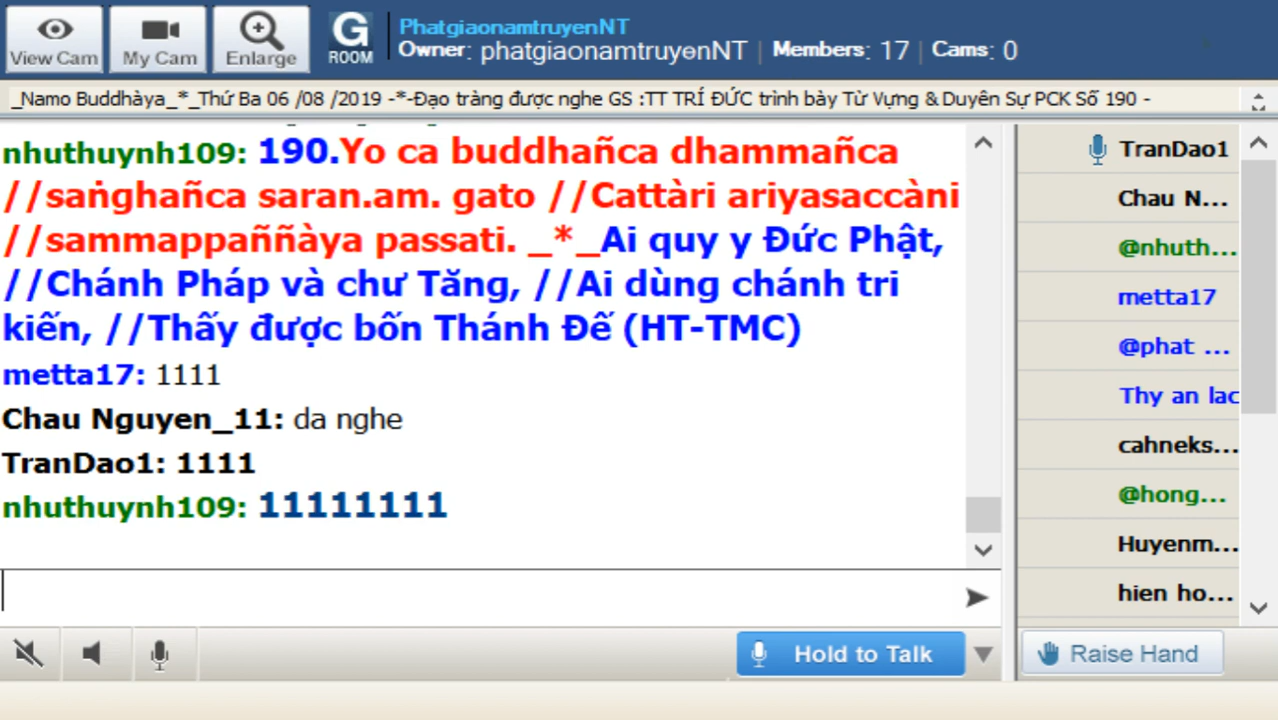 View Cam
My Cam
Enlarge
G
ROOM
PhatgiaonamtruyenNT
Owner: phatgiaonamtruyenNT | Members: 17 | Cams: 0
_Namo Buddhàya_*_Thứ Ba 06 /08 /2019 -*-Đạo tràng được nghe GS :TT TRÍ ĐỨC trình bày Từ Vựng & Duyên Sự PCK Số 190 -
nhuthuynh109: 190.Yo ca buddhañca dhammañca
//saṅghañca saran.am. gato //Cattàri ariyasaccàni
//sammappaññàya passati. _*_Ai quy y Đức Phật,
//Chánh Pháp và chư Tăng, //Ai dùng chánh tri
kiến, //Thấy được bốn Thánh Đế (HT-TMC)
metta17: 1111
Chau Nguyen_11: da nghe
TranDao1: 1111
nhuthuynh109: 11111111
TranDao1
Chau N...
@nhuth...
metta17
@phat ...
Thy an lac
cahneks...
@hong...
Huyenm...
hien ho...
Hold to Talk
Raise Hand